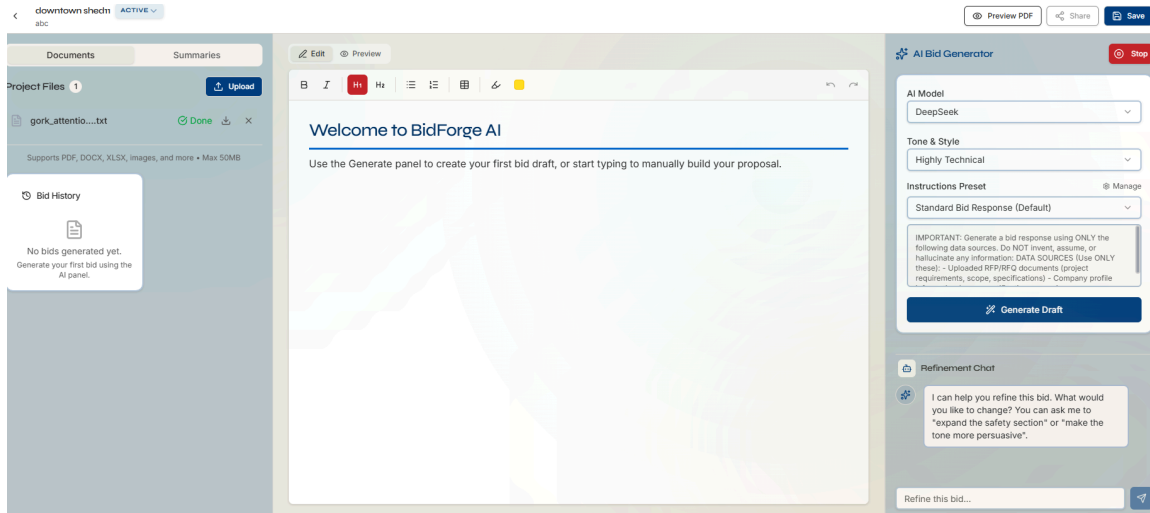 downtown shed11 ACTIVE
abc
Preview PDF Share Save
Documents Summaries
Project Files 1 Upload
gork_attentio....txt Done
Supports PDF, DOCX, XLSX, images, and more • Max 50MB
Bid History
No bids generated yet.
Generate your first bid using the
AI panel.
Edit Preview
B I H1 H2
Welcome to BidForge AI
Use the Generate panel to create your first bid draft, or start typing to manually build your proposal.
AI Bid Generator Stop
AI Model
DeepSeek
Tone & Style
Highly Technical
Instructions Preset Manage
Standard Bid Response (Default)
IMPORTANT: Generate a bid response using ONLY the
following data sources. Do NOT invent, assume, or
hallucinate any information: DATA SOURCES (Use ONLY
these): - Uploaded RFP/RFQ documents (project
requirements, scope, specifications) - Company profile
Generate Draft
Refinement Chat
I can help you refine this bid. What would
you like to change? You can ask me to
"expand the safety section" or "make the
tone more persuasive".
Refine this bid...